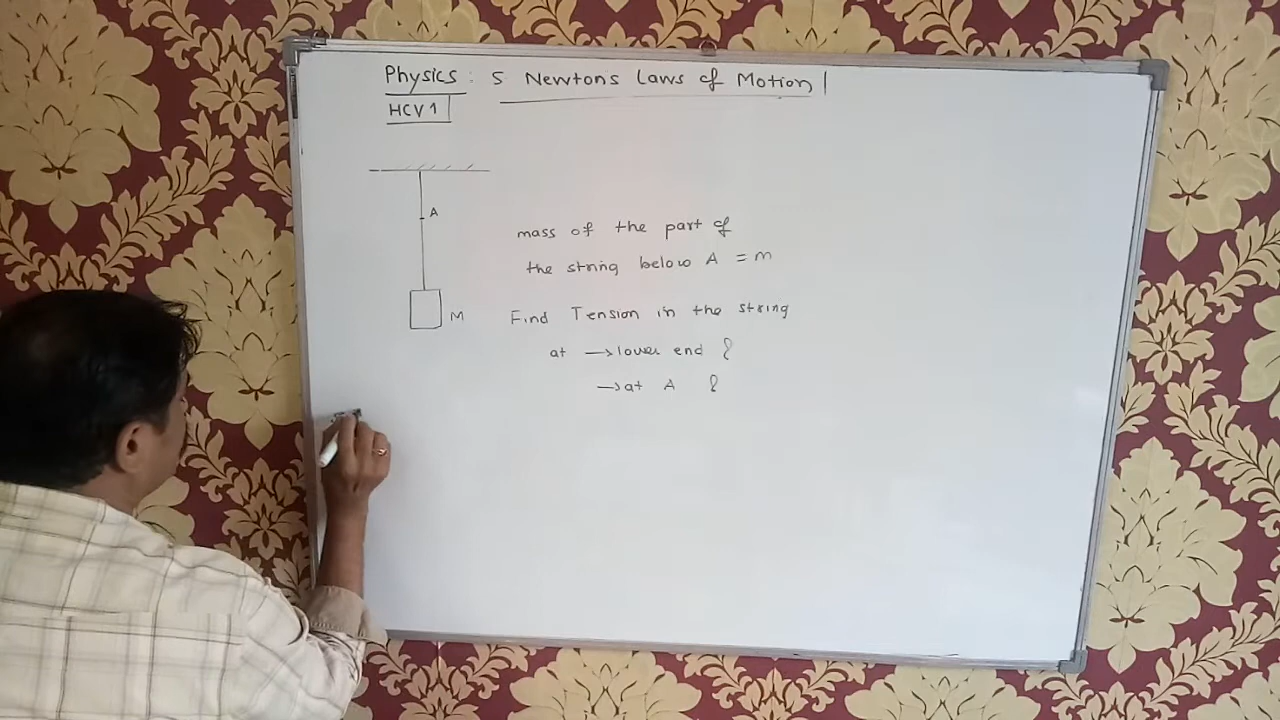 Physics : 5 Newtons Laws of Motion
HCV 1
A
mass of the part of
the string below A = m
M
Find Tension in the string
at → lower end ?
→ at A ?